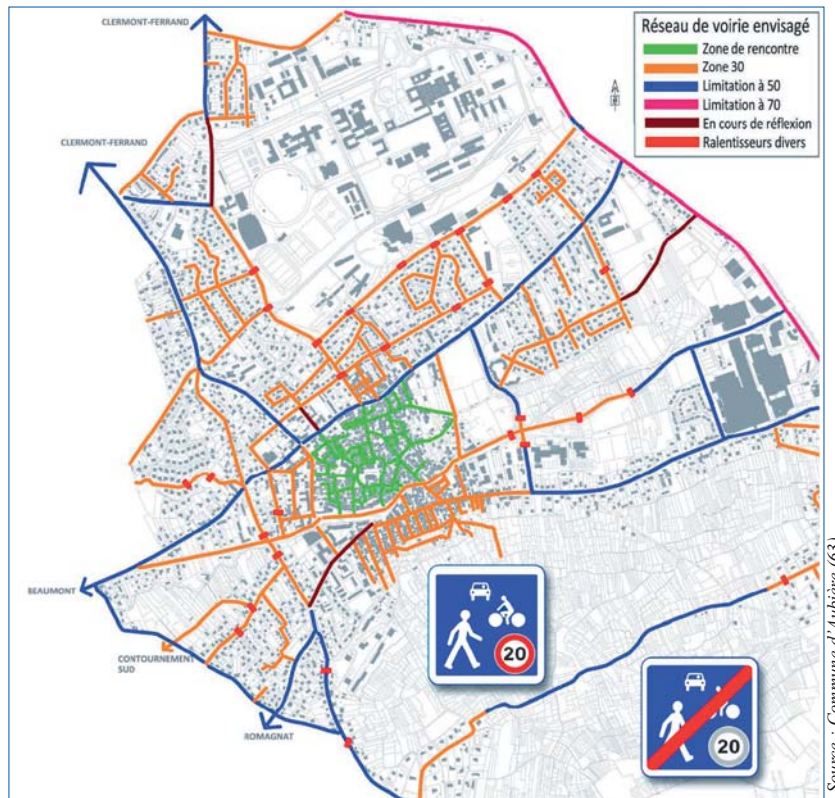 CLERMONT-FERRAND
Réseau de voirie envisagé
Zone de rencontre
Zone 30
Limitation à 50
Limitation à 70
En cours de réflexion
Ralentisseurs divers
N
CLERMONT-FERRAND
BEAUMONT
CONTOURNEMENT
SUD
ROMAGNAT
20
20
Source : Commune d'Aubière (63)